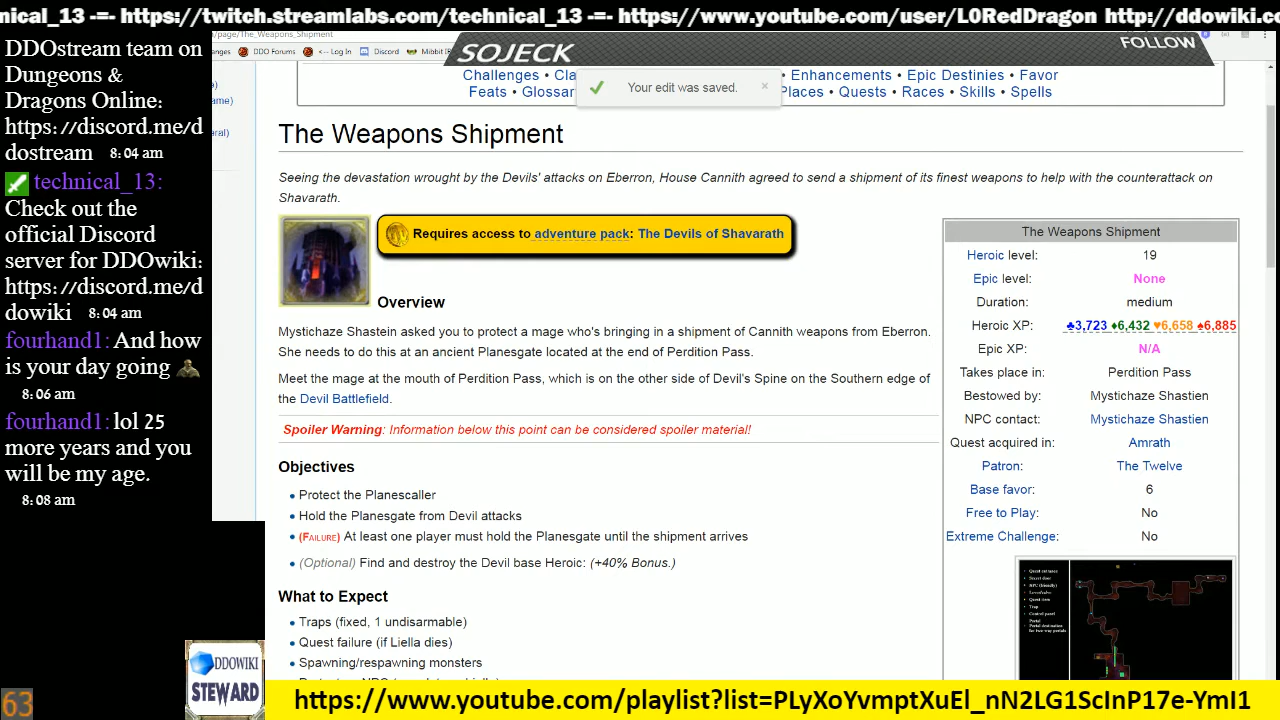 nical_13 -=- https://twitch.streamlabs.com/technical_13 -=- https://www.youtube.com/user/L0RedDragon http://ddowiki.co
/page/The_Weapons_Shipment
anges DDO Forums <-- Log In Discord Mibbit
SOJECK
FOLLOW
DDOstream team on
Dungeons &
Dragons Online:
https://discord.me/d
dostream 8:04 am
technical_13:
Check out the
official Discord
server for DDOwiki:
https://discord.me/d
dowiki 8:04 am
fourhand1: And how
is your day going
8:06 am
fourhand1: lol 25
more years and you
will be my age.
8:08 am
Challenges • Cla
Enhancements • Epic Destinies • Favor
Feats • Glossar
Places • Quests • Races • Skills • Spells
Your edit was saved. ×
The Weapons Shipment
Seeing the devastation wrought by the Devils' attacks on Eberron, House Cannith agreed to send a shipment of its finest weapons to help with the counterattack on
Shavarath.
Requires access to adventure pack: The Devils of Shavarath
Overview
Mystichaze Shastein asked you to protect a mage who's bringing in a shipment of Cannith weapons from Eberron.
She needs to do this at an ancient Planesgate located at the end of Perdition Pass.
Meet the mage at the mouth of Perdition Pass, which is on the other side of Devil's Spine on the Southern edge of
the Devil Battlefield.
Spoiler Warning: Information below this point can be considered spoiler material!
Objectives
• Protect the Planescaller
• Hold the Planesgate from Devil attacks
• (Failure) At least one player must hold the Planesgate until the shipment arrives
• (Optional) Find and destroy the Devil base Heroic: (+40% Bonus.)
What to Expect
• Traps (fixed, 1 undisarmable)
• Quest failure (if Liella dies)
• Spawning/respawning monsters
The Weapons Shipment
Heroic level: 19
Epic level: None
Duration: medium
Heroic XP: ♣3,723 ♦6,432 ♥6,658 ♠6,885
Epic XP: N/A
Takes place in: Perdition Pass
Bestowed by: Mystichaze Shastien
NPC contact: Mystichaze Shastien
Quest acquired in: Amrath
Patron: The Twelve
Base favor: 6
Free to Play: No
Extreme Challenge: No
DDOWIKI
STEWARD
63
https://www.youtube.com/playlist?list=PLyXoYvmptXuEl_nN2LG1ScInP17e-YmI1